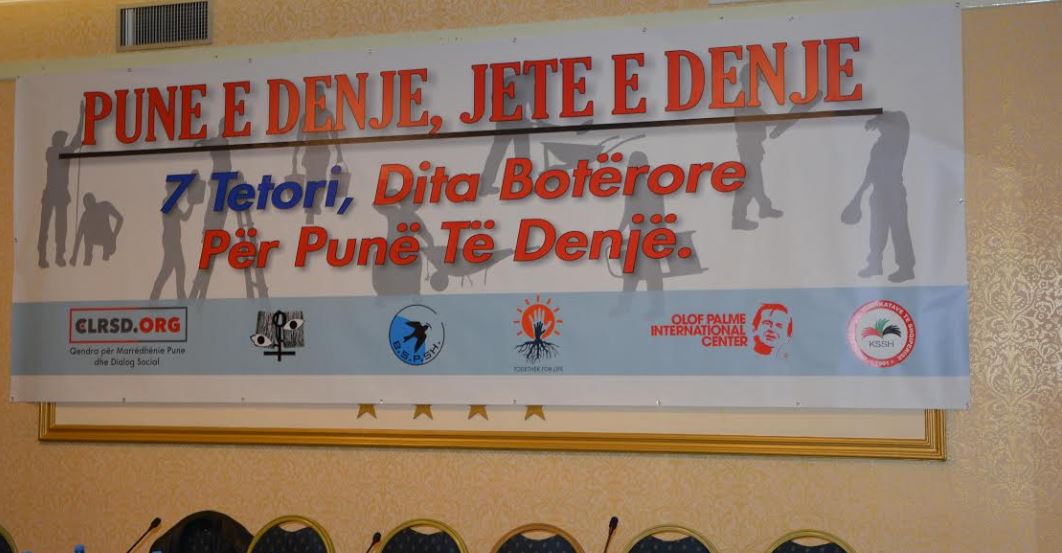 PUNE E DENJE, JETE E DENJE
7 Tetori, Dita Botërore
Për Punë Të Denjë.
CLRSD.ORG
Qendra për Marrëdhënie Pune
dhe Dialog Social
B.S.P.SH.
TOGETHER FOR LIFE
OLOF PALME
INTERNATIONAL
CENTER
KSSH